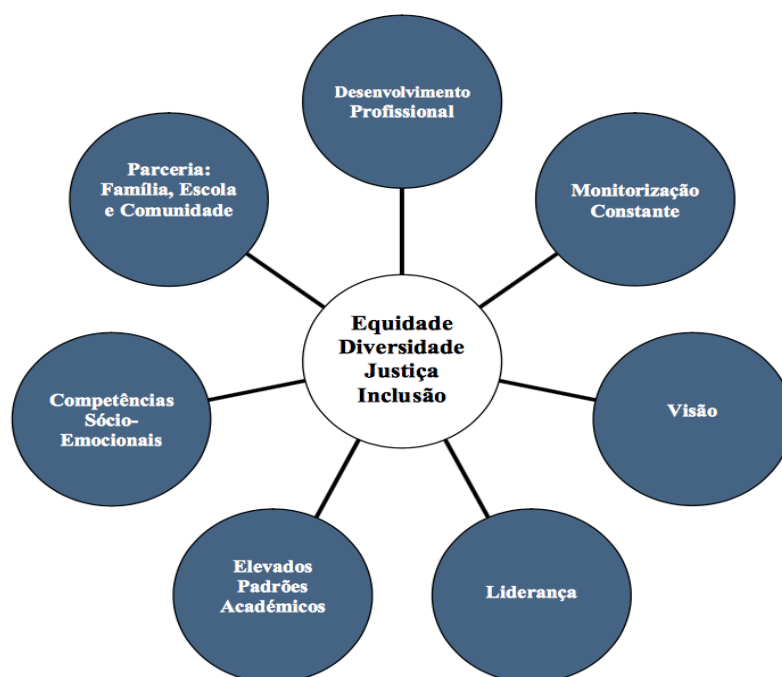 Desenvolvimento
Profissional
Parceria:
Família, Escola
e Comunidade
Monitorização
Constante
Equidade
Diversidade
Justiça
Inclusão
Competências
Sócio-
Emocionais
Visão
Elevados
Padrões
Académicos
Liderança